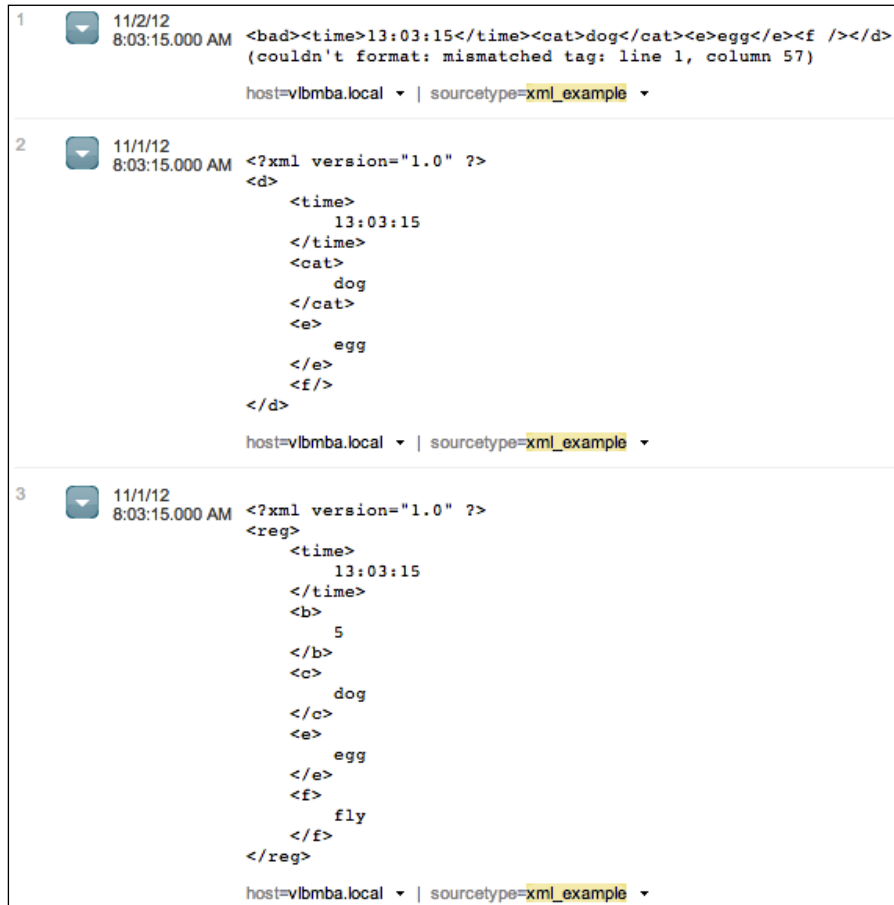 1 11/2/12
8:03:15.000 AM <bad><time>13:03:15</time><cat>dog</cat><e>egg</e><f /></d>
(couldn't format: mismatched tag: line 1, column 57)
host=vlbmba.local | sourcetype=xml_example
2 11/1/12
8:03:15.000 AM <?xml version="1.0" ?>
<d>
<time>
13:03:15
</time>
<cat>
dog
</cat>
<e>
egg
</e>
<f/>
</d>
host=vlbmba.local | sourcetype=xml_example
3 11/1/12
8:03:15.000 AM <?xml version="1.0" ?>
<reg>
<time>
13:03:15
</time>
<b>
5
</b>
<c>
dog
</c>
<e>
egg
</e>
<f>
fly
</f>
</reg>
host=vlbmba.local | sourcetype=xml_example